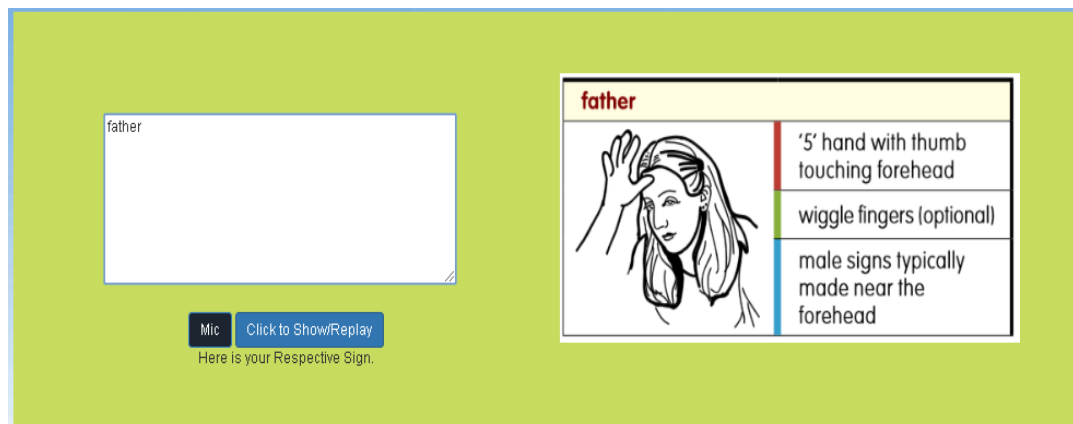 father
Mic
Click to Show/Replay
Here is your Respective Sign.
father
'5' hand with thumb
touching forehead
wiggle fingers (optional)
male signs typically
made near the
forehead